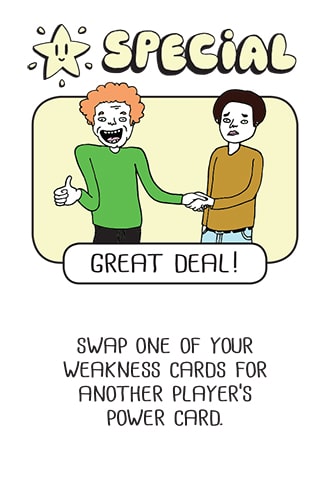 SPECIAL
GREAT DEAL!
SWAP ONE OF YOUR
WEAKNESS CARDS FOR
ANOTHER PLAYER'S
POWER CARD.